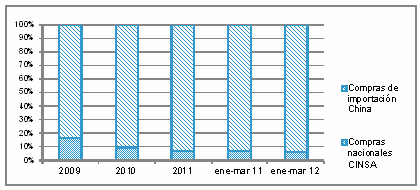 100%
90%
80%
70%
60%
50%
40%
30%
20%
10%
0%
2009 2010 2011 ene-mar 11 ene-mar 12
Compras de
importación
China
Compras
nacionales
CINSA